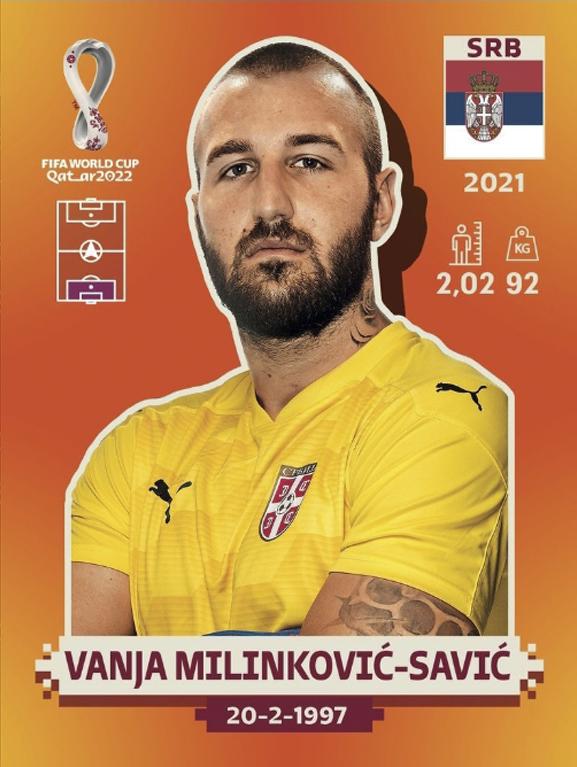 FIFA WORLD CUP
Qatar2022
SRB
2021
KG
2,02 92
VANJA MILINKOVIĆ-SAVIĆ
20-2-1997